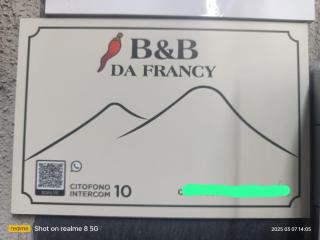 B&B
DA FRANCY
CITOFONO
INTERCOM 10
realme
Shot on realme 8 5G
2025 03 07 14:05